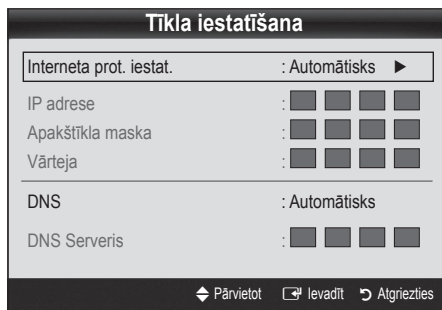 Tīkla iestatīšana
Interneta prot. iestat. : Automātisks ►
IP adrese :
Apakštīkla maska :
Vārteja :
DNS : Automātisks
DNS Serveris :
Pārvietot Ievadīt Atgriezties